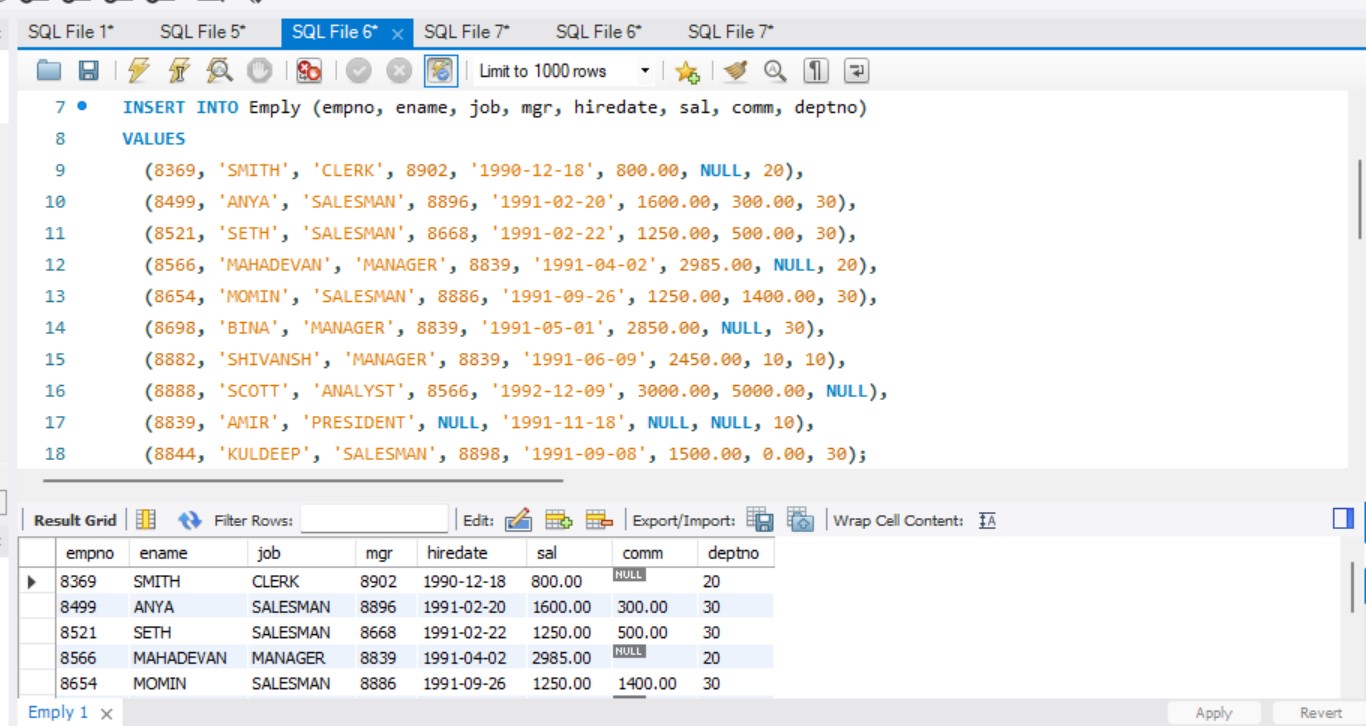 SQL File 1* SQL File 5* SQL File 6* SQL File 7* SQL File 6* SQL File 7*
Limit to 1000 rows
7 INSERT INTO Emply (empno, ename, job, mgr, hiredate, sal, comm, deptno)
8 VALUES
9 (8369, 'SMITH', 'CLERK', 8902, '1990-12-18', 800.00, NULL, 20),
10 (8499, 'ANYA', 'SALESMAN', 8896, '1991-02-20', 1600.00, 300.00, 30),
11 (8521, 'SETH', 'SALESMAN', 8668, '1991-02-22', 1250.00, 500.00, 30),
12 (8566, 'MAHADEVAN', 'MANAGER', 8839, '1991-04-02', 2985.00, NULL, 20),
13 (8654, 'MOMIN', 'SALESMAN', 8886, '1991-09-26', 1250.00, 1400.00, 30),
14 (8698, 'BINA', 'MANAGER', 8839, '1991-05-01', 2850.00, NULL, 30),
15 (8882, 'SHIVANSH', 'MANAGER', 8839, '1991-06-09', 2450.00, 10, 10),
16 (8888, 'SCOTT', 'ANALYST', 8566, '1992-12-09', 3000.00, 5000.00, NULL),
17 (8839, 'AMIR', 'PRESIDENT', NULL, '1991-11-18', NULL, NULL, 10),
18 (8844, 'KULDEEP', 'SALESMAN', 8898, '1991-09-08', 1500.00, 0.00, 30);
Result Grid Filter Rows: Edit: Export/Import: Wrap Cell Content: IA
empno ename job mgr hiredate sal comm deptno
8369 SMITH CLERK 8902 1990-12-18 800.00 NULL 20
8499 ANYA SALESMAN 8896 1991-02-20 1600.00 300.00 30
8521 SETH SALESMAN 8668 1991-02-22 1250.00 500.00 30
8566 MAHADEVAN MANAGER 8839 1991-04-02 2985.00 NULL 20
8654 MOMIN SALESMAN 8886 1991-09-26 1250.00 1400.00 30
Emply 1 Apply Revert